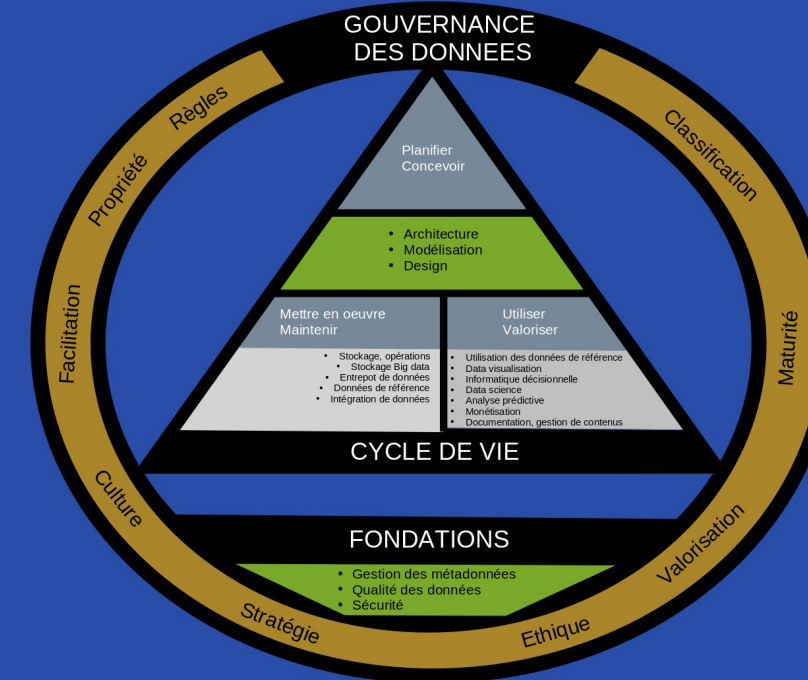 GOUVERNANCE
DES DONNEES
Règles
Propriété
Facilitation
Culture
Stratégie
Ethique
Valorisation
Maturité
Classification
Planifier
Concevoir
• Architecture
• Modélisation
• Design
Mettre en oeuvre
Maintenir
• Stockage, opérations
• Stockage Big data
• Entrepot de données
• Données de référence
• Intégration de données
Utiliser
Valoriser
• Utilisation des données de référence
• Data visualisation
• Informatique décisionnelle
• Data science
• Analyse prédictive
• Monétisation
• Documentation, gestion de contenus
CYCLE DE VIE
FONDATIONS
• Gestion des métadonnées
• Qualité des données
• Sécurité